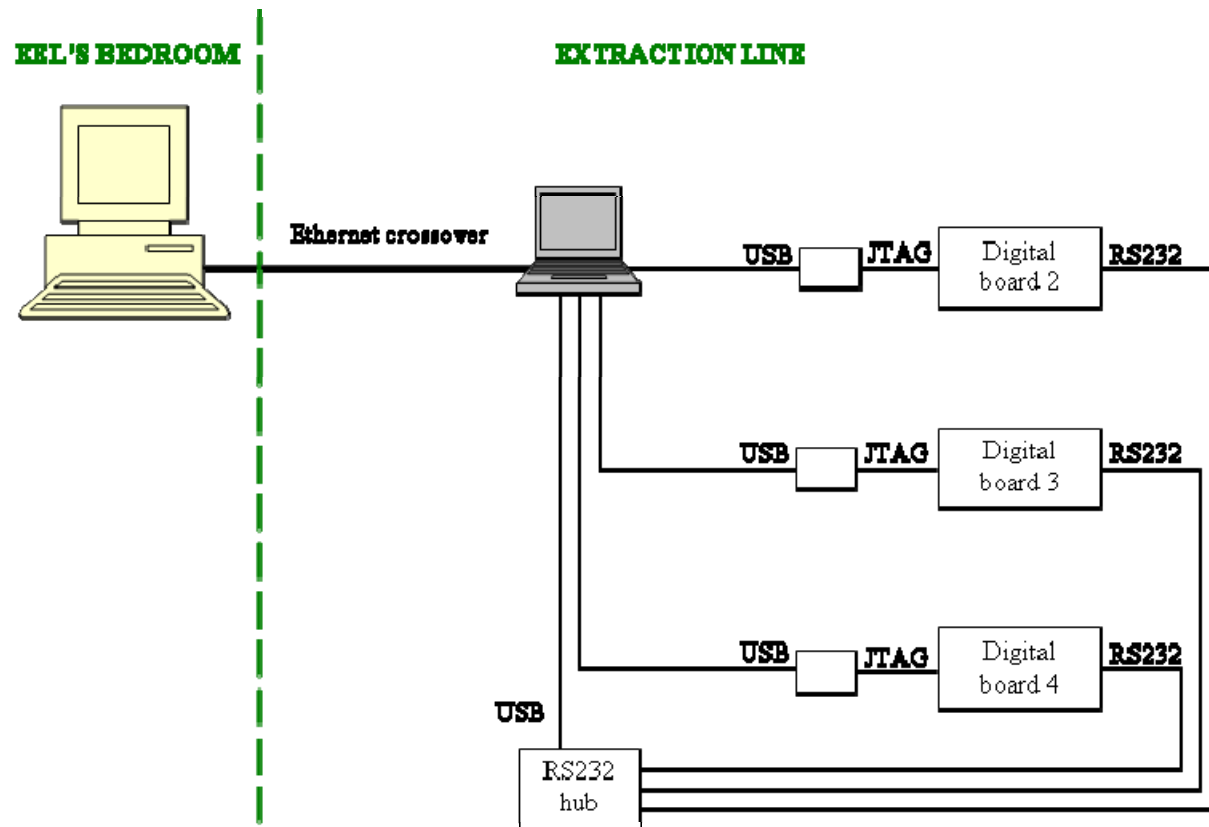 EEL'S BEDROOM
EXTRACTION LINE
Ethernet crossover
USB
JTAG
Digital
board 2
RS232
USB
JTAG
Digital
board 3
RS232
USB
JTAG
Digital
board 4
RS232
USB
RS232
hub